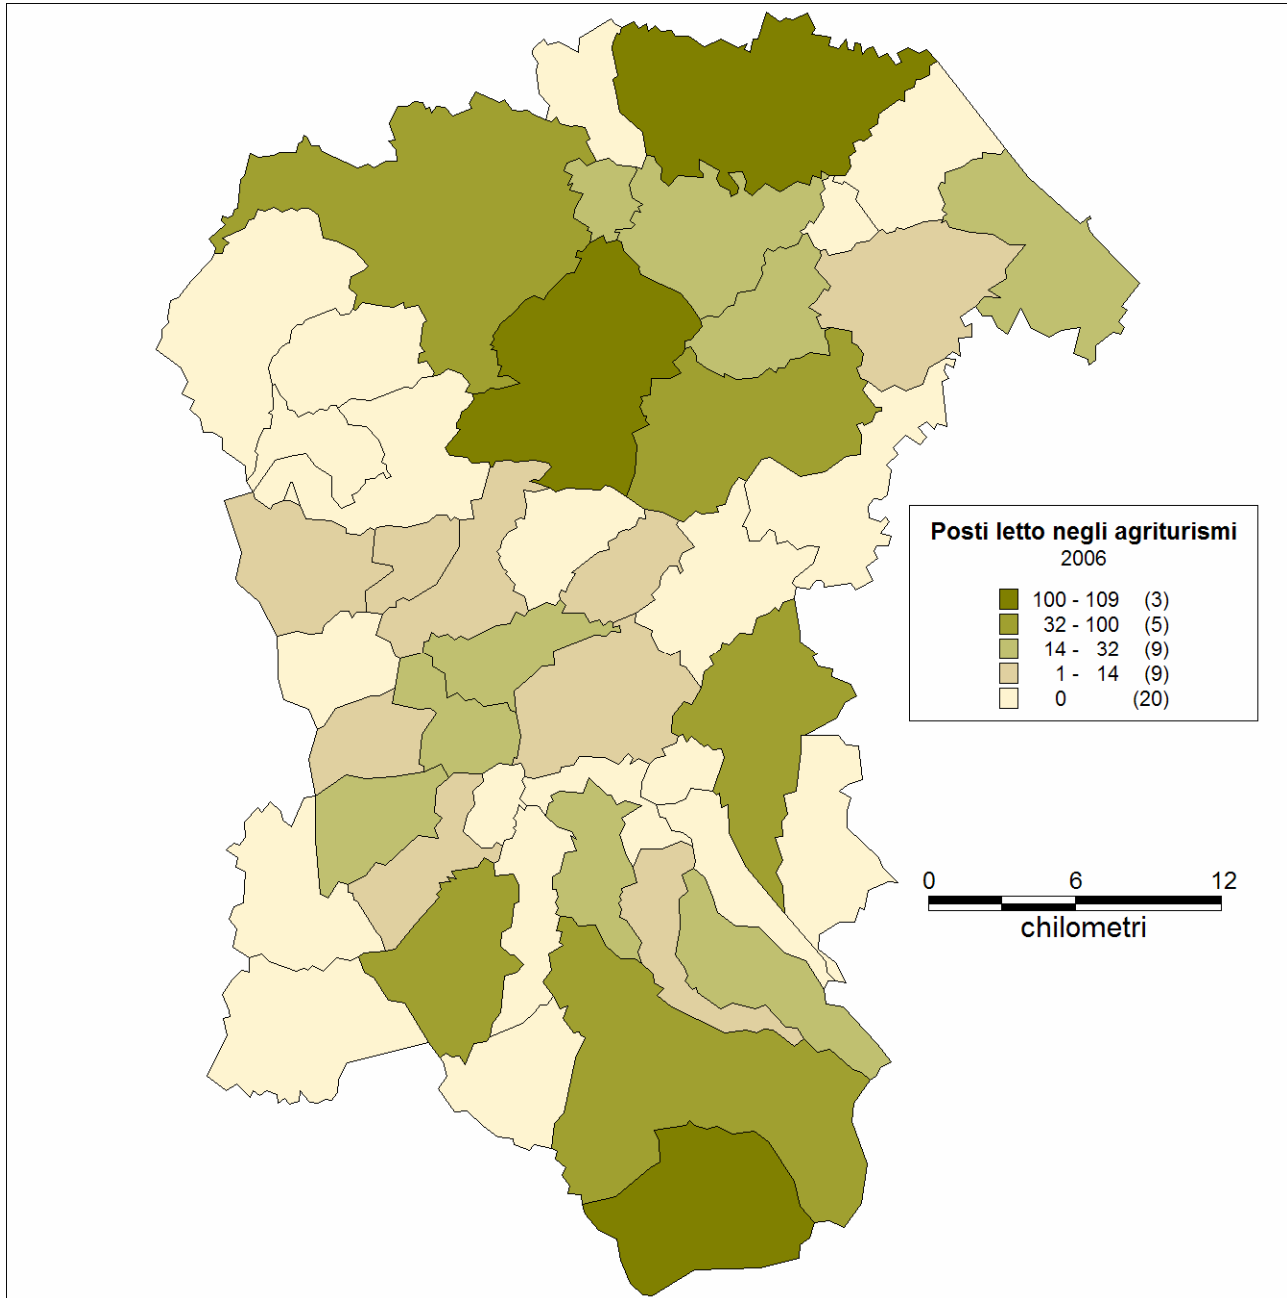 Posti letto negli agriturismi
2006
100 - 109 (3)
32 - 100 (5)
14 - 32 (9)
1 - 14 (9)
0 (20)
0 6 12
chilometri